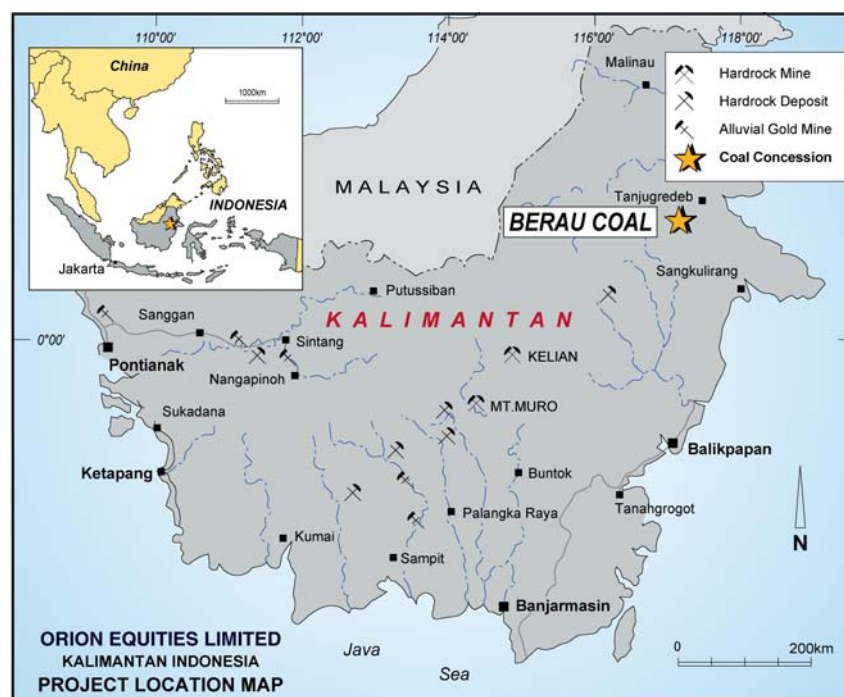 110°00'
112°00'
114°00'
116°00'
118°00'
China
1000km
INDONESIA
Jakarta
Hardrock Mine
Hardrock Deposit
Alluvial Gold Mine
Coal Concession
Malinau
MALAYSIA
Tanjugredeb
BERAU COAL
Sangkulirang
Putussiban
Sanggan
KALIMANTAN
0°00'
Sintang
Pontianak
KELIAN
Nangapinoh
MT.MURO
Sukadana
Balikpapan
Ketapang
Buntok
Tanahgrogot
Palangka Raya
Kumai
Sampit
N
Banjarmasin
ORION EQUITIES LIMITED
KALIMANTAN INDONESIA
PROJECT LOCATION MAP
Java
Sea
0
200km